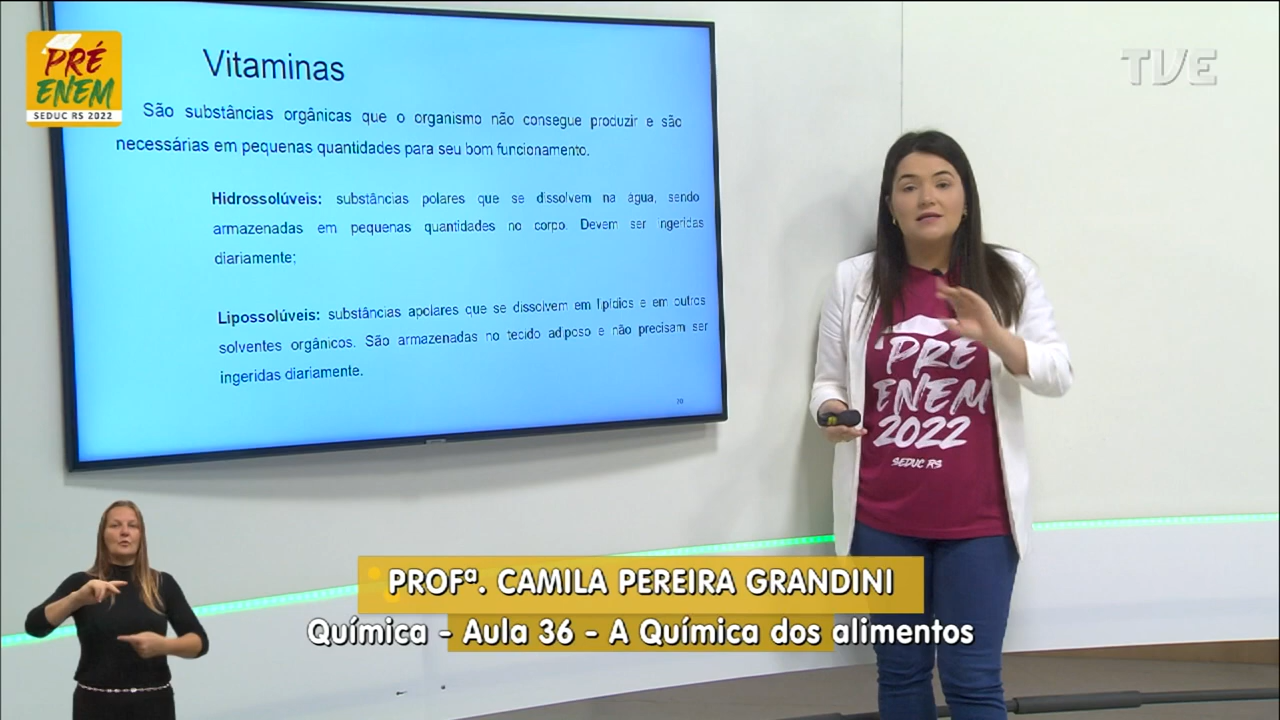 PRÉ
ENEM
SEDUC RS 2022
TVE
Vitaminas
São substâncias orgânicas que o organismo não consegue produzir e são
necessárias em pequenas quantidades para seu bom funcionamento.
Hidrossolúveis: substâncias polares que se dissolvem na água, sendo
armazenadas em pequenas quantidades no corpo. Devem ser ingeridas
diariamente;
Lipossolúveis: substâncias apolares que se dissolvem em lipídios e em outros
solventes orgânicos. São armazenadas no tecido adiposo e não precisam ser
ingeridas diariamente.
70
PRÉ
ENEM
2022
SEDUC RS
PROFª. CAMILA PEREIRA GRANDINI
Química - Aula 36 - A Química dos alimentos